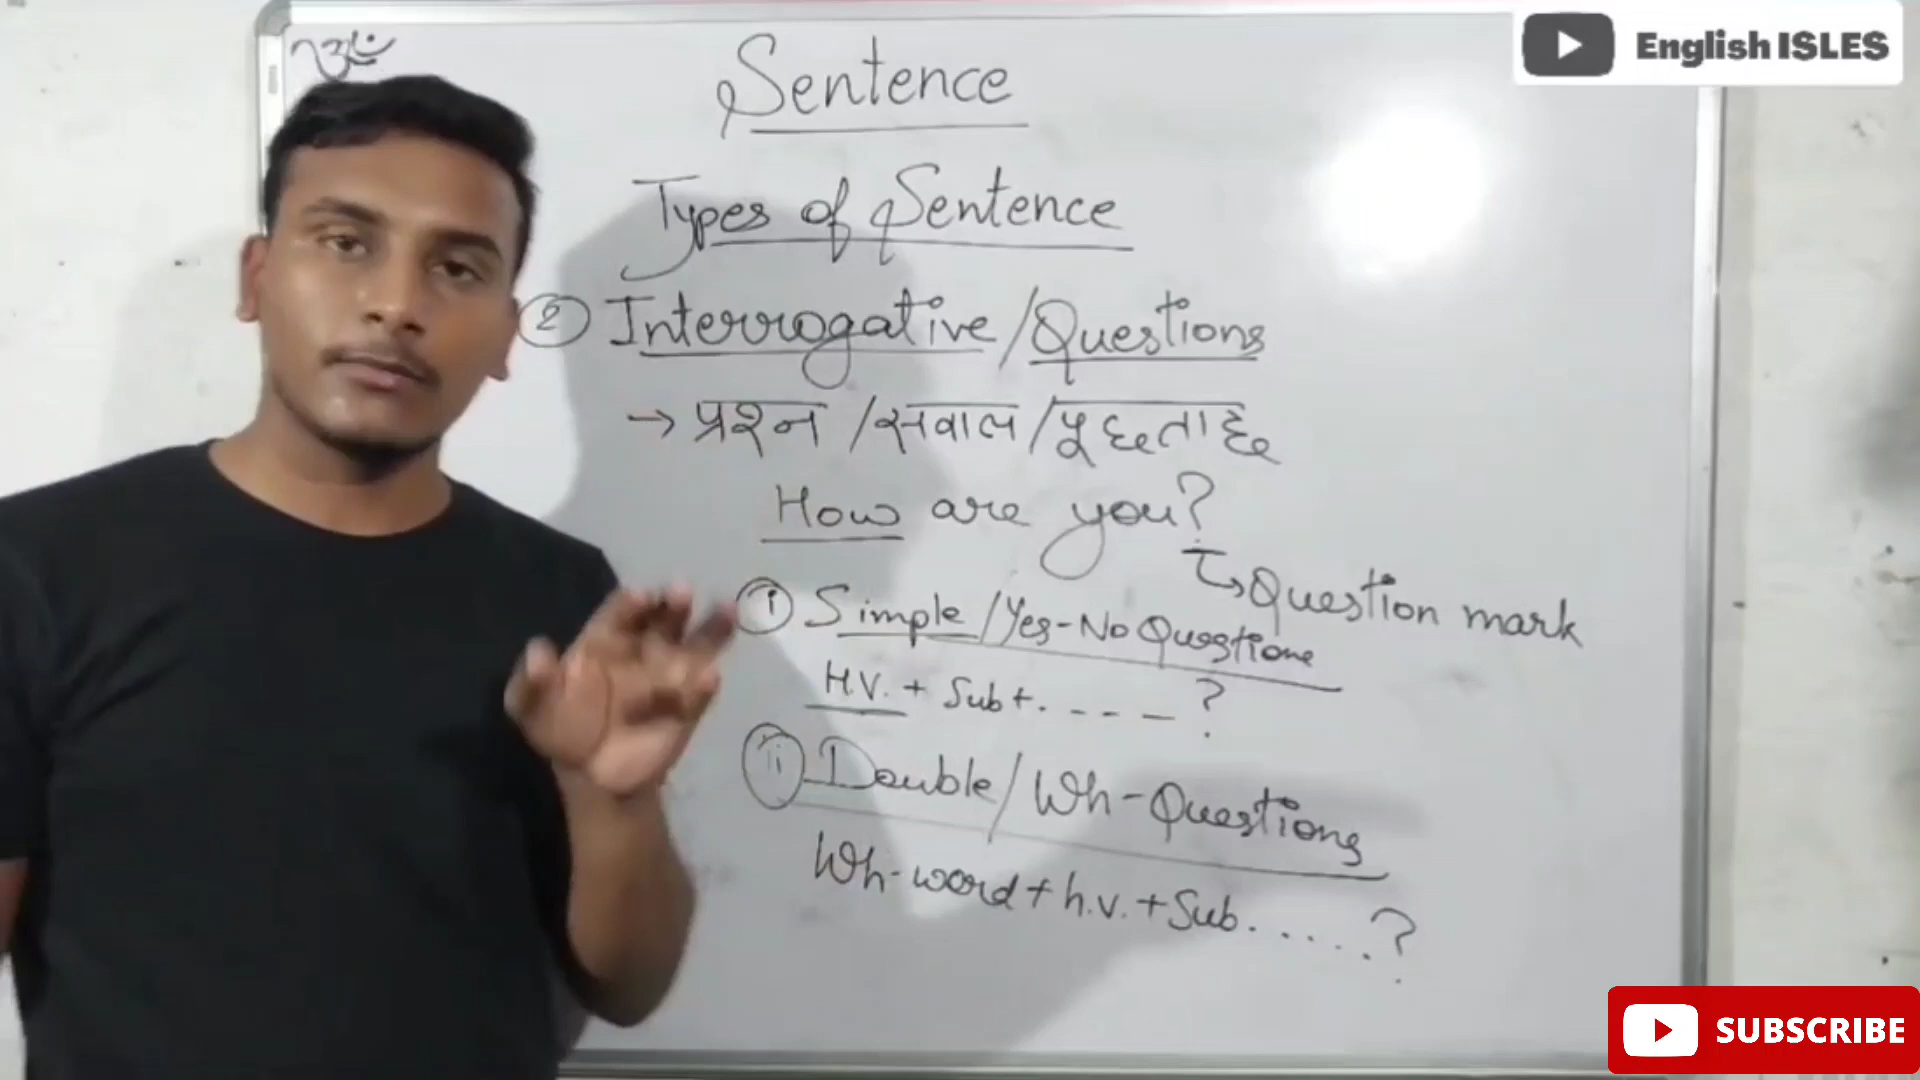 ॐ
English ISLES
Sentence
Types of Sentence
② Interrogative / Questions
→ प्रश्न / सवाल / पूछता है
How are you?
↳ Question mark
(i) Simple / Yes-No Questions
H.V. + Sub + . - - - - ?
(ii) Double / Wh-Questions
Wh-word + h.v. + Sub. . . . . . ?
SUBSCRIBE